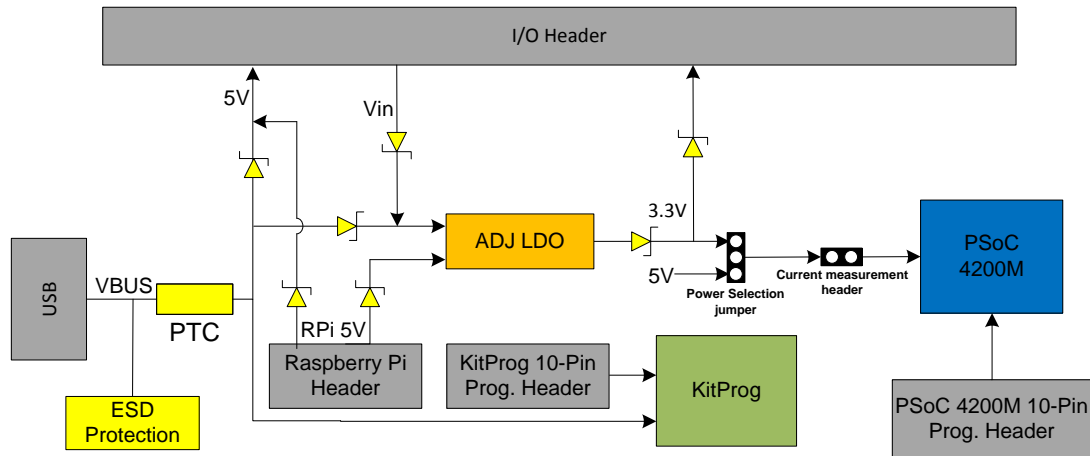 I/O Header
5V
Vin
3.3V
ADJ LDO
PSoC
4200M
USB
VBUS
PTC
5V
Power Selection
jumper
Current measurement
header
RPi 5V
Raspberry Pi
Header
KitProg 10-Pin
Prog. Header
KitProg
ESD
Protection
PSoC 4200M 10-Pin
Prog. Header